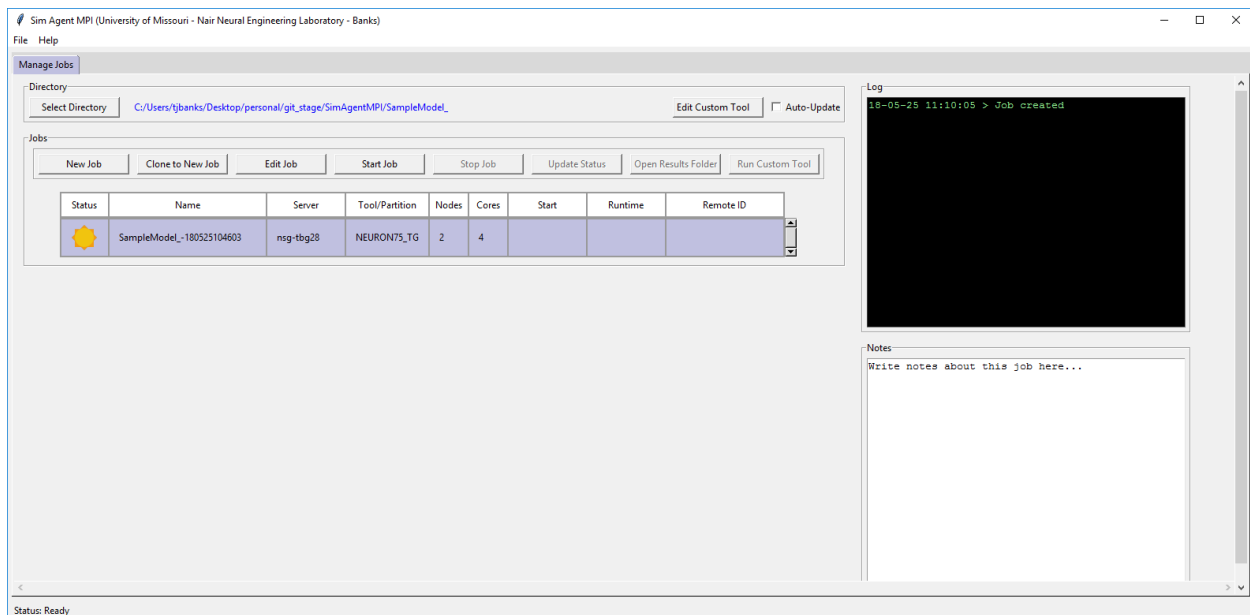 Sim Agent MPI (University of Missouri - Nair Neural Engineering Laboratory - Banks)
File Help
Manage Jobs
Directory
Select Directory C:/Users/tjbanks/Desktop/personal/git_stage/SimAgentMPI/SampleModel_ Edit Custom Tool Auto-Update
Jobs
New Job Clone to New Job Edit Job Start Job Stop Job Update Status Open Results Folder Run Custom Tool
Status Name Server Tool/Partition Nodes Cores Start Runtime Remote ID
SampleModel_-180525104603 nsg-tbg28 NEURON75_TG 2 4
Log
18-05-25 11:10:05 > Job created
Notes
Write notes about this job here...
Status: Ready